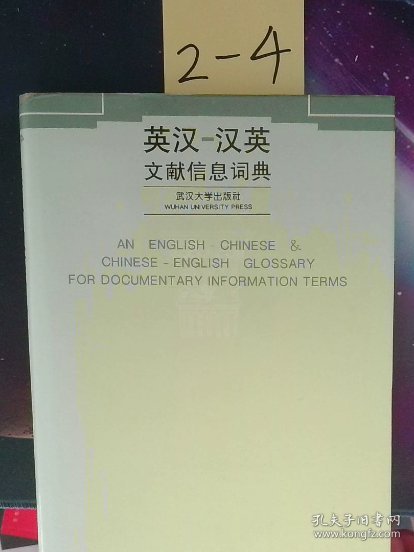 2-4
英汉-汉英
文献信息词典
武汉大学出版社
WUHAN UNIVERSITY PRESS
AN ENGLISH - CHINESE &
CHINESE - ENGLISH GLOSSARY
FOR DOCUMENTARY INFORMATION TERMS
孔夫子旧书网
www.kongfz.com